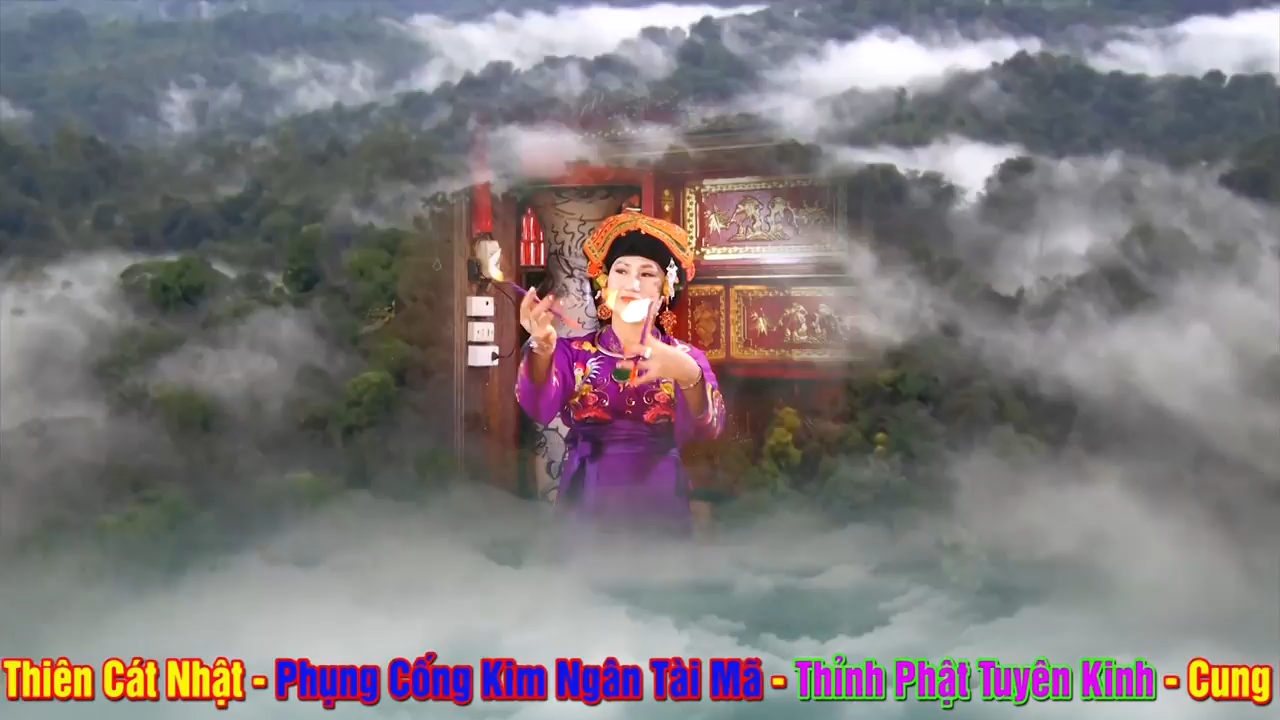 Thiên Cát Nhật - Phụng Cống Kim Ngân Tài Mã - Thỉnh Phật Tuyên Kinh - Cung